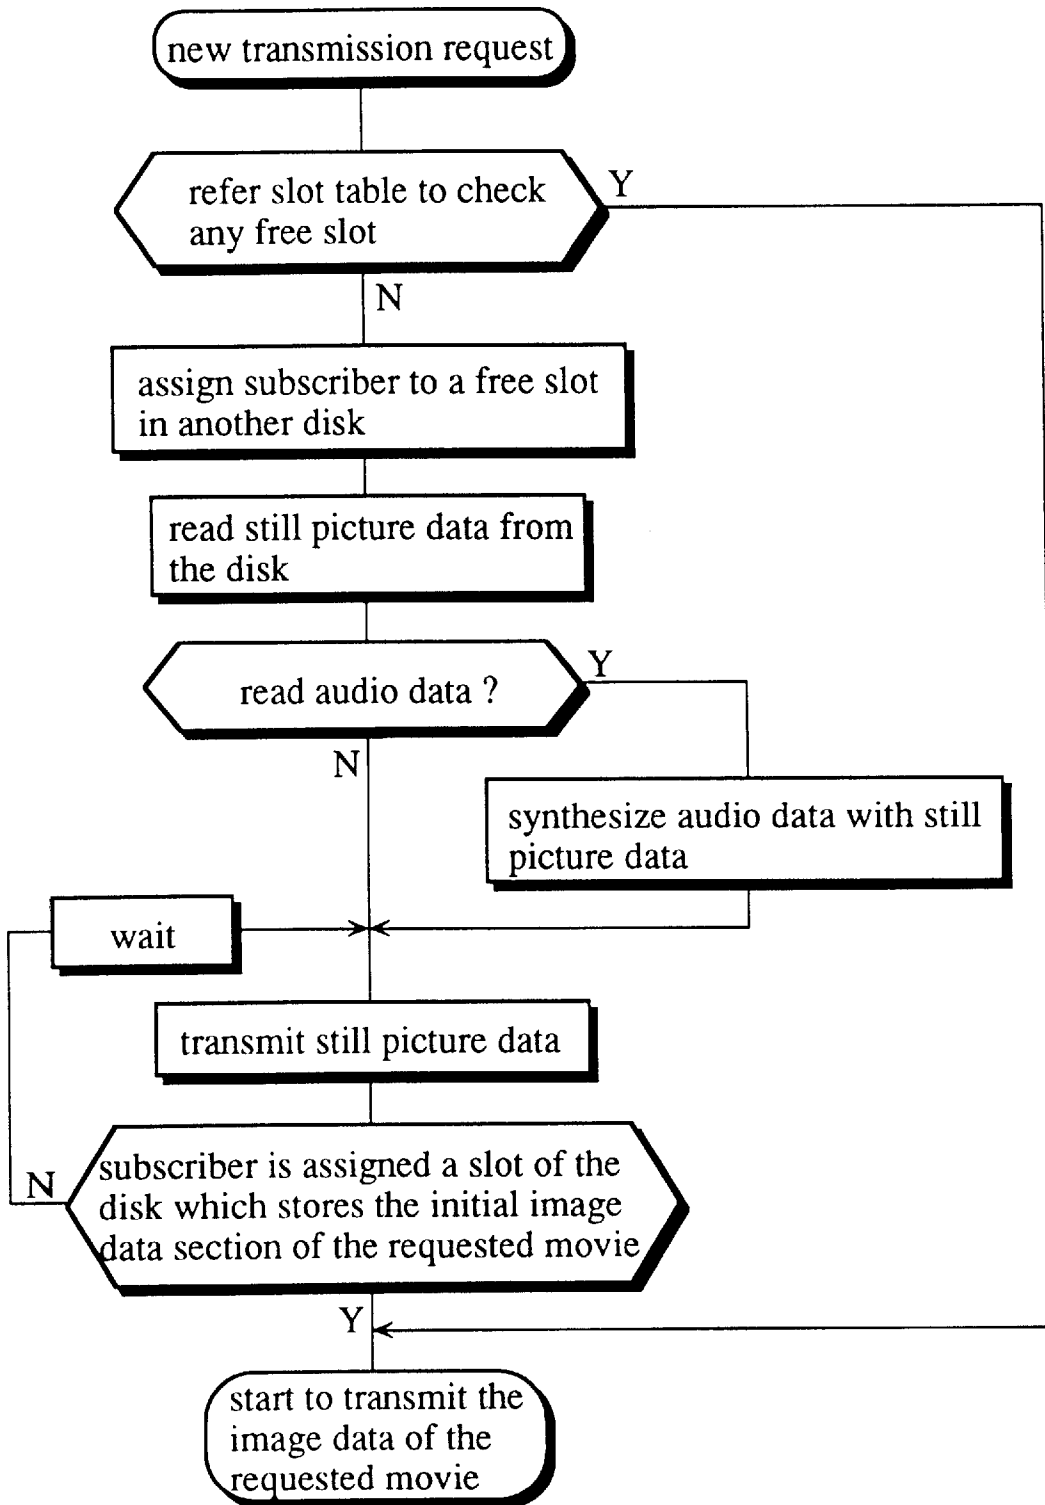 new transmission request
refer slot table to check
any free slot
Y
N
assign subscriber to a free slot
in another disk
read still picture data from
the disk
read audio data ?
Y
N
synthesize audio data with still
picture data
wait
transmit still picture data
N
subscriber is assigned a slot of the
disk which stores the initial image
data section of the requested movie
Y
start to transmit the
image data of the
requested movie